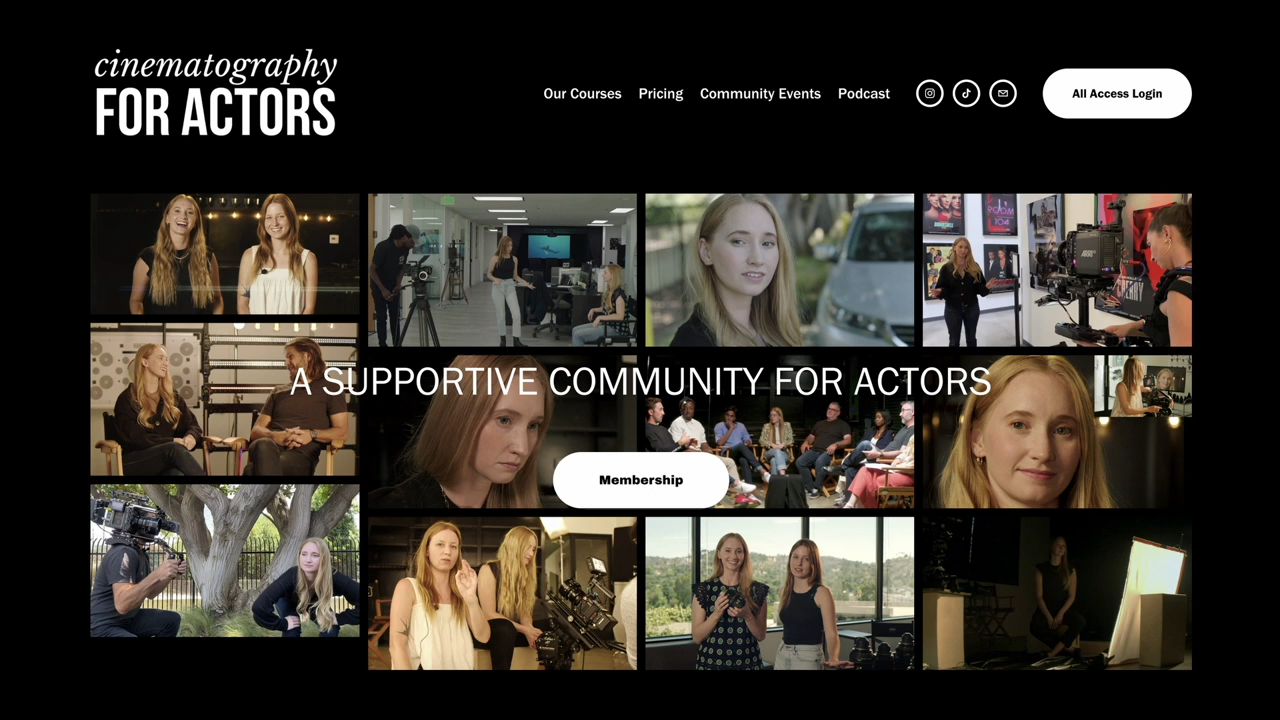 cinematography
FOR ACTORS
Our Courses
Pricing
Community Events
Podcast
All Access Login
A SUPPORTIVE COMMUNITY FOR ACTORS
Membership